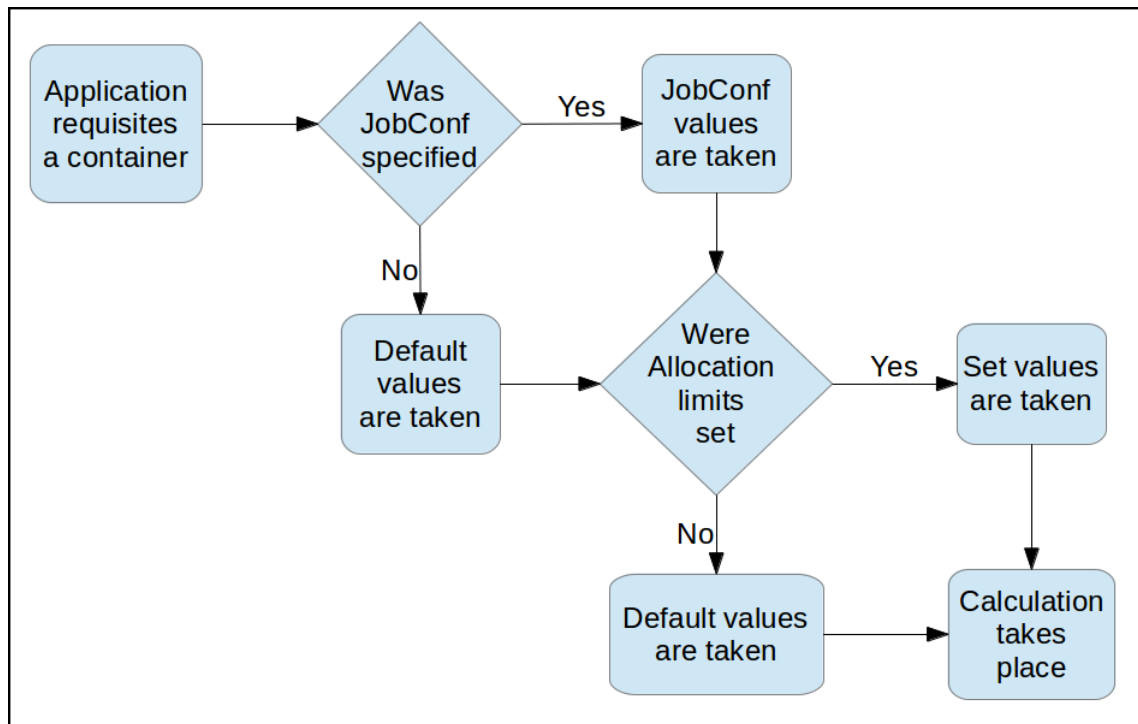 Application
requisites
a container
Was
JobConf
specified
Yes
JobConf
values
are taken
No
Default
values
are taken
Were
Allocation
limits
set
Yes
Set values
are taken
No
Default values
are taken
Calculation
takes
place